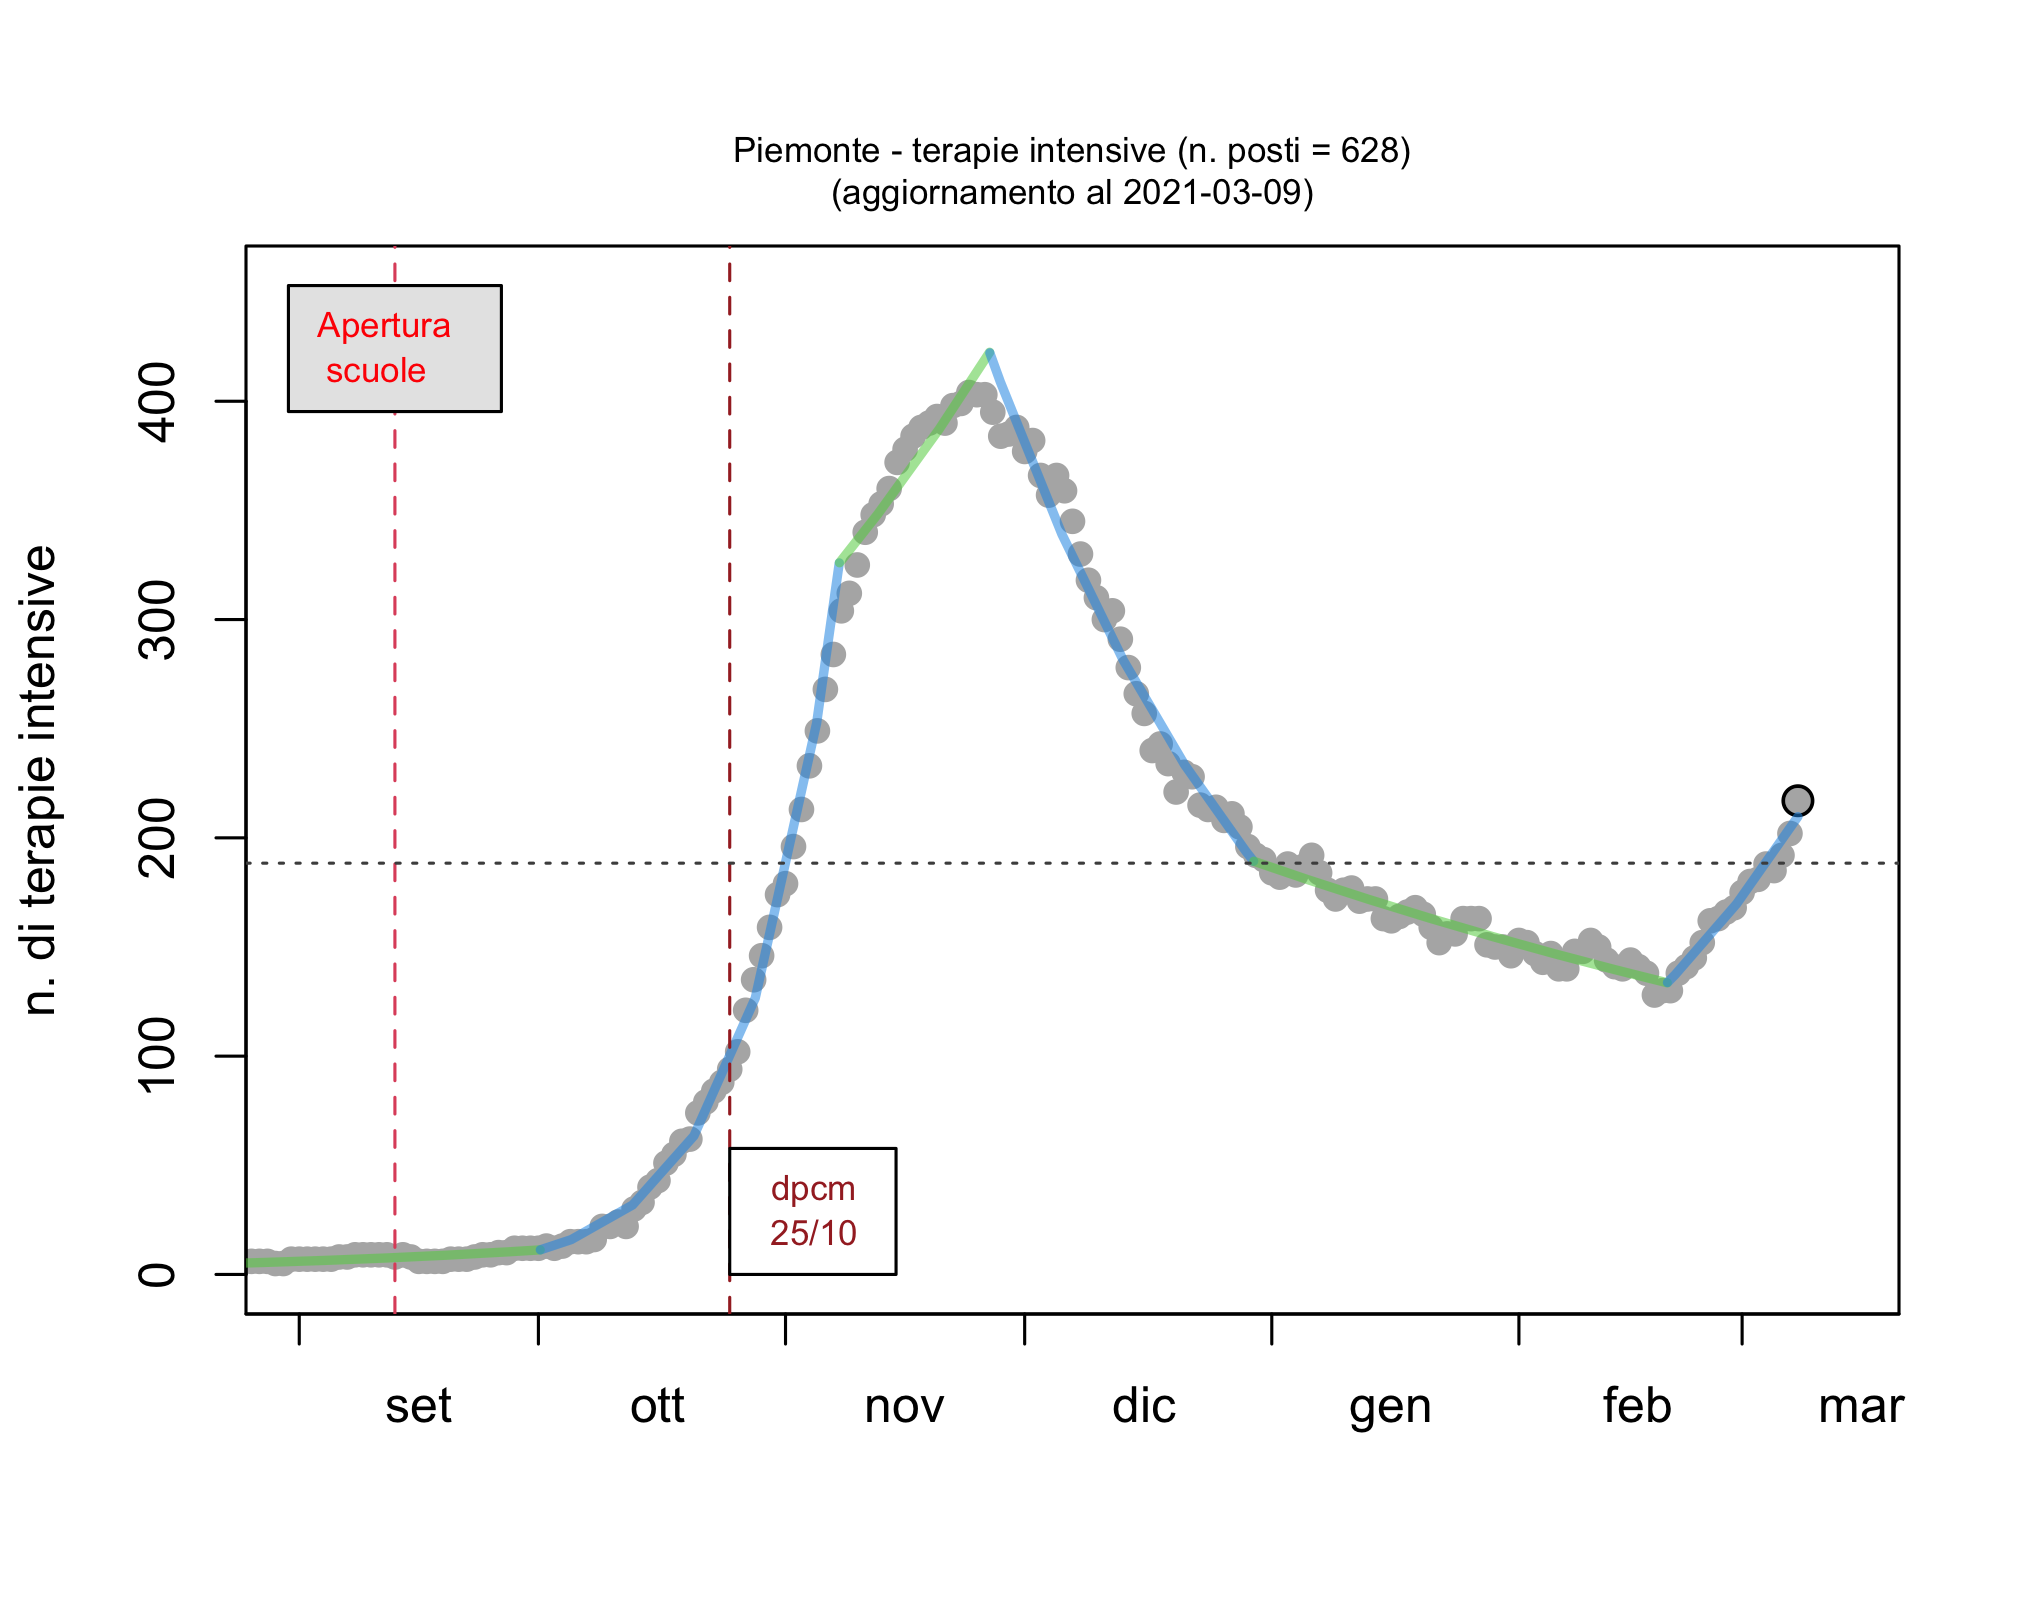 Piemonte - terapie intensive (n. posti = 628)
(aggiornamento al 2021-03-09)
Apertura
scuole
n. di terapie intensive
400
300
200
100
0
dpcm
25/10
set ott nov dic gen feb mar